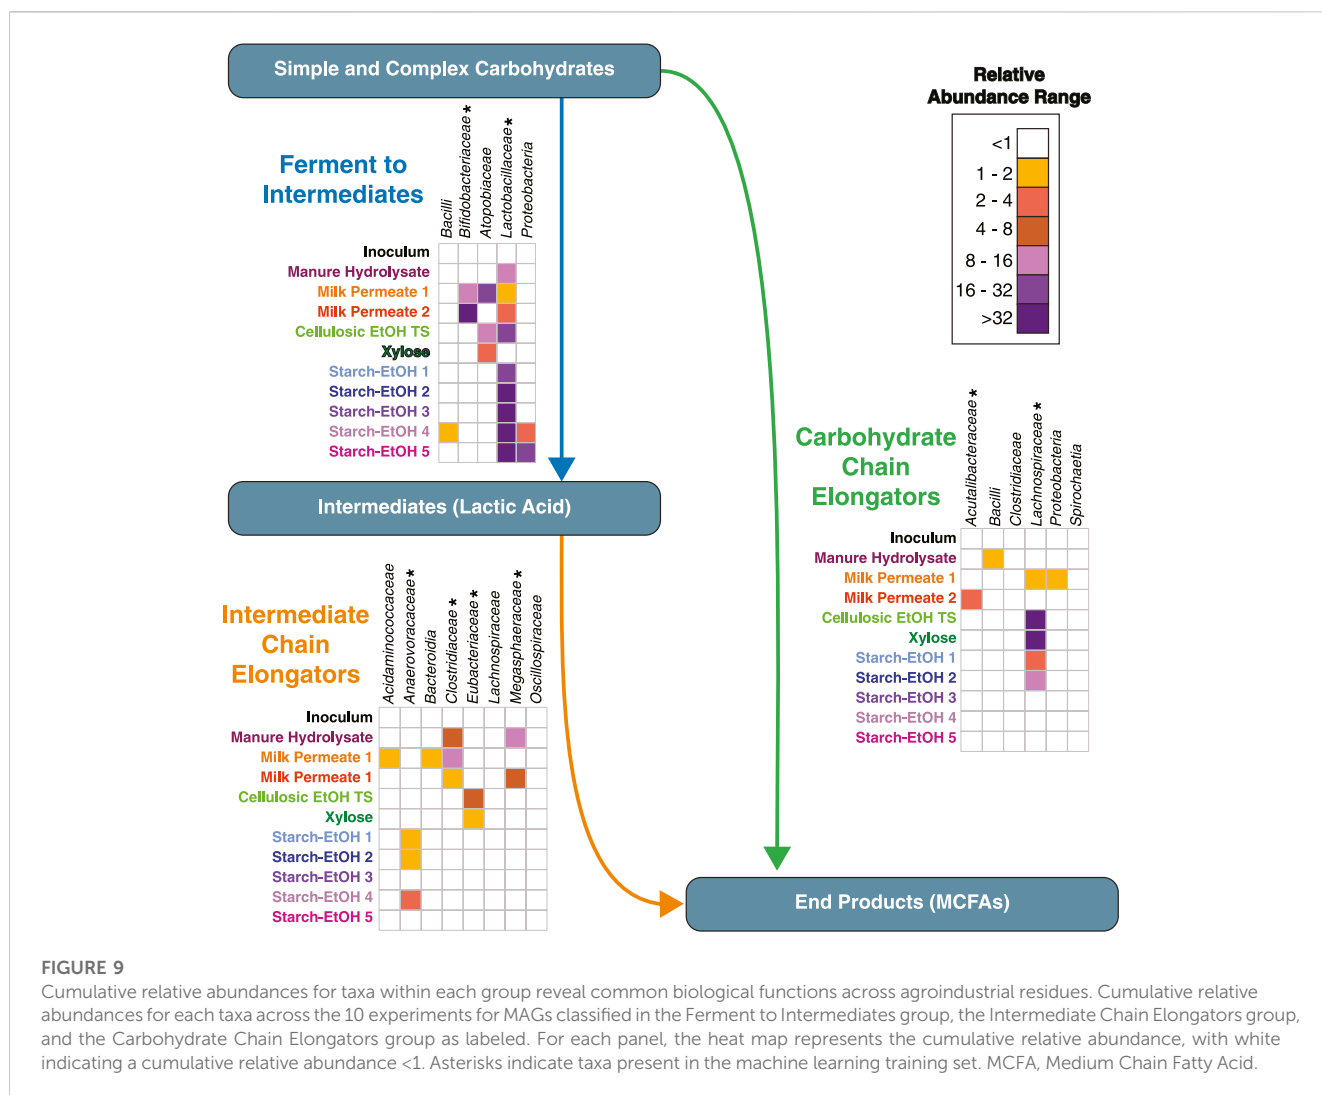 Simple and Complex Carbohydrates
Relative
Abundance Range
<1
1 - 2
2 - 4
4 - 8
8 - 16
16 - 32
>32
Ferment to
Intermediates
Bacilli
Bifidobacteriaceae *
Atopobiaceae
Lactobacillaceae *
Proteobacteria
Inoculum
Manure Hydrolysate
Milk Permeate 1
Milk Permeate 2
Cellulosic EtOH TS
Xylose
Starch-EtOH 1
Starch-EtOH 2
Starch-EtOH 3
Starch-EtOH 4
Starch-EtOH 5
Carbohydrate
Chain
Elongators
Acutalibacteraceae *
Bacilli
Clostridiaceae
Lachnospiraceae *
Proteobacteria
Spirochaetia
Inoculum
Manure Hydrolysate
Milk Permeate 1
Milk Permeate 2
Cellulosic EtOH TS
Xylose
Starch-EtOH 1
Starch-EtOH 2
Starch-EtOH 3
Starch-EtOH 4
Starch-EtOH 5
Intermediates (Lactic Acid)
Intermediate
Chain
Elongators
Acidaminococcaceae
Anaerovoracaceae *
Bacteroidia
Clostridiaceae *
Eubacteriaceae *
Lachnospiraceae
Megasphaeraceae *
Oscillospiraceae
Inoculum
Manure Hydrolysate
Milk Permeate 1
Milk Permeate 1
Cellulosic EtOH TS
Xylose
Starch-EtOH 1
Starch-EtOH 2
Starch-EtOH 3
Starch-EtOH 4
Starch-EtOH 5
End Products (MCFAs)
FIGURE 9
Cumulative relative abundances for taxa within each group reveal common biological functions across agroindustrial residues. Cumulative relative
abundances for each taxa across the 10 experiments for MAGs classified in the Ferment to Intermediates group, the Intermediate Chain Elongators group,
and the Carbohydrate Chain Elongators group as labeled. For each panel, the heat map represents the cumulative relative abundance, with white
indicating a cumulative relative abundance <1. Asterisks indicate taxa present in the machine learning training set. MCFA, Medium Chain Fatty Acid.